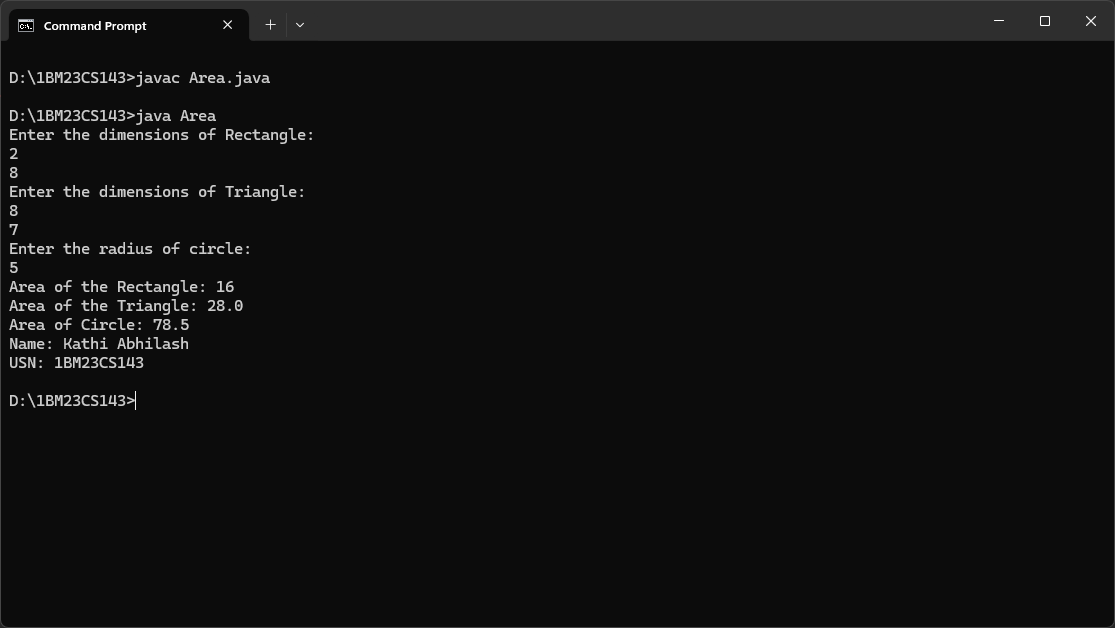 Command Prompt
D:\1BM23CS143>javac Area.java
D:\1BM23CS143>java Area
Enter the dimensions of Rectangle:
2
8
Enter the dimensions of Triangle:
8
7
Enter the radius of circle:
5
Area of the Rectangle: 16
Area of the Triangle: 28.0
Area of Circle: 78.5
Name: Kathi Abhilash
USN: 1BM23CS143
D:\1BM23CS143>